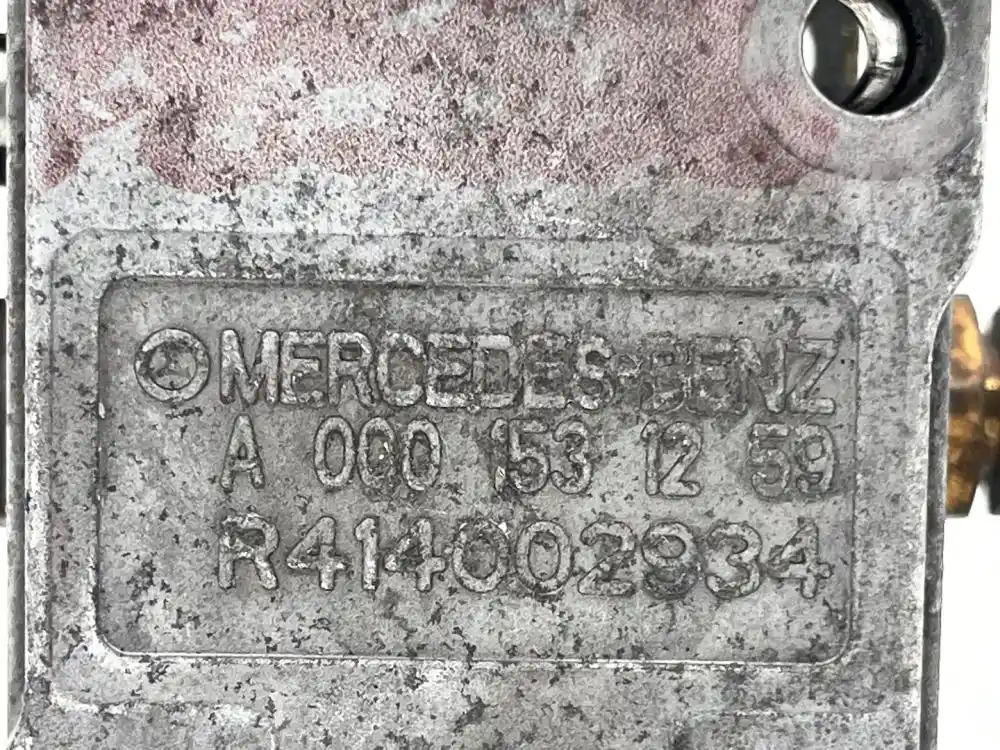 MERCEDES-BENZ
A 000 153 12 59
R414002934